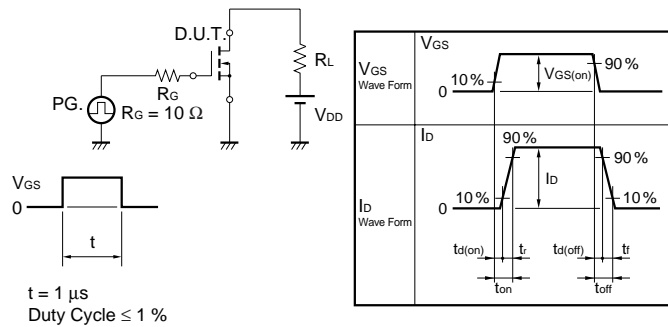 D.U.T.
RL
RG
PG.
RG = 10 Ω
VDD
VGS
0
t
t = 1 μs
Duty Cycle ≤ 1 %
VGS
Wave Form
VGS
10 %
VGS(on)
90 %
0
ID
Wave Form
ID
90 %
90 %
10 %
ID
10 %
0
td(on)
tr
td(off)
tf
ton
toff